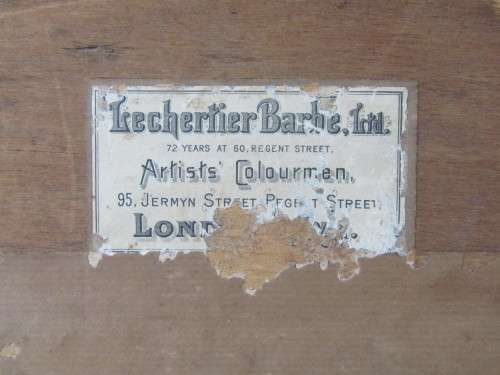 Lechertier Barbe, Ltd.
72 YEARS AT 60, REGENT STREET,
Artists' Colourmen,
95, JERMYN STREET, REGENT STREET,
LOND